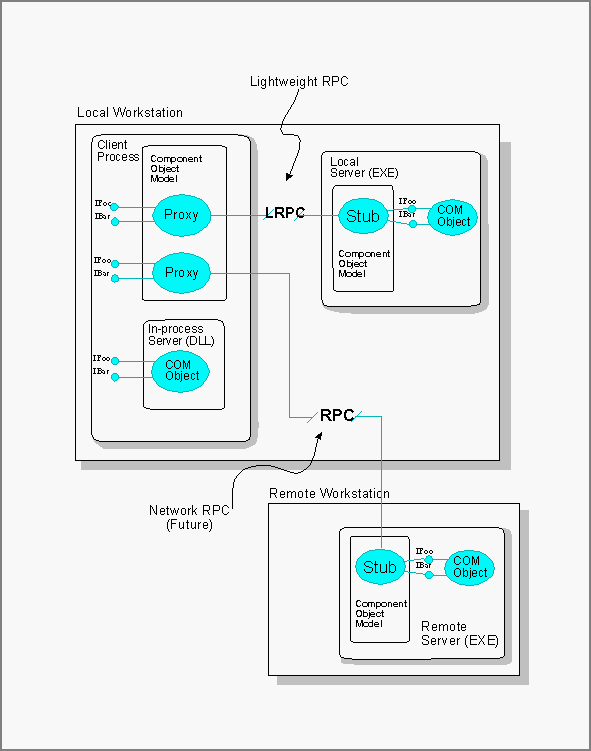 Lightweight RPC
Local Workstation
Client
Process
Component
Object
Model
IFoo
IBar
Proxy
LRPC
Local
Server (EXE)
Stub
IFoo
IBar
COM
Object
Component
Object
Model
IFoo
IBar
Proxy
In-process
Server (DLL)
IFoo
IBar
COM
Object
RPC
Network RPC
(Future)
Remote Workstation
Stub
IFoo
IBar
COM
Object
Component
Object
Model
Remote
Server (EXE)